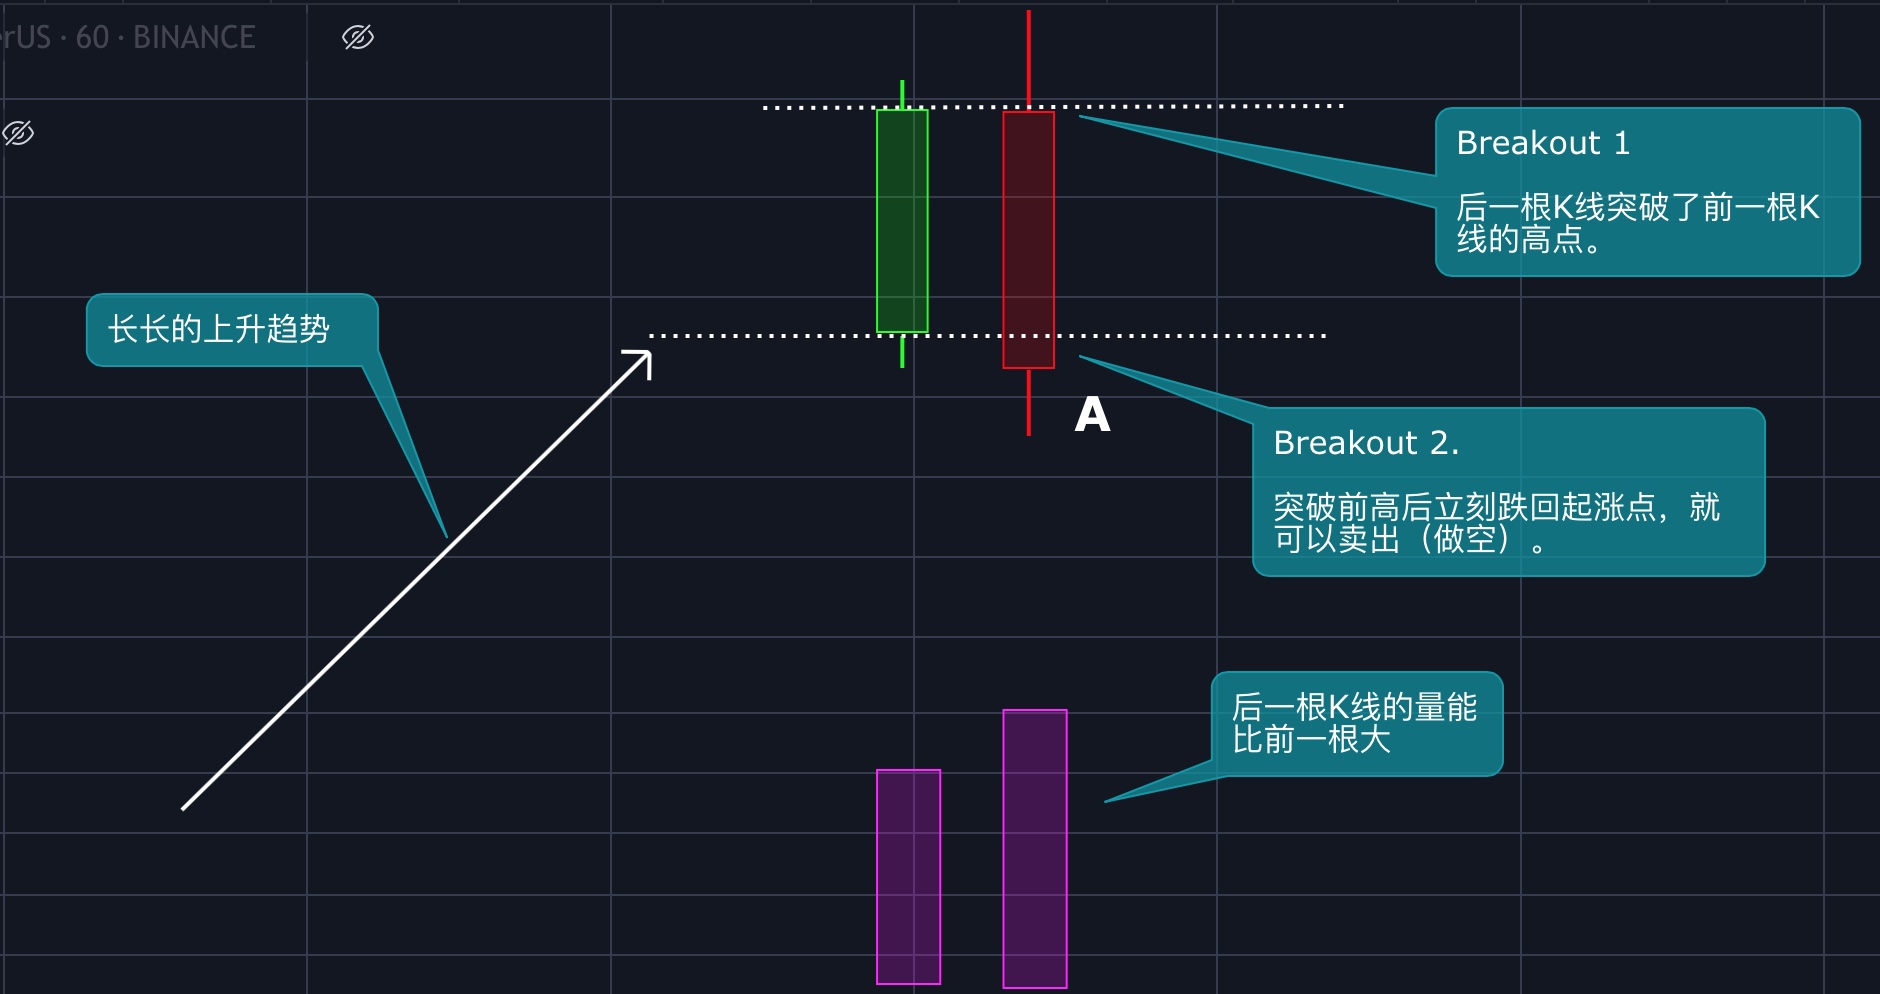 rUS · 60 · BINANCE
Breakout 1
后一根K线突破了前一根K
线的高点。
长长的上升趋势
A
Breakout 2.
突破前高后立刻跌回起涨点，就
可以卖出（做空）。
后一根K线的量能
比前一根大